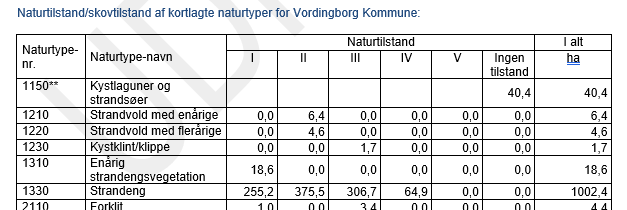 Naturtilstand/skovtilstand af kortlagte naturtyper for Vordingborg Kommune:
Naturtype-nr. Naturtype-navn Naturtilstand I alt
I II III IV V Ingen tilstand ha
1150** Kystlaguner og strandsøer 40,4 40,4
1210 Strandvold med enårige 0,0 6,4 0,0 0,0 0,0 0,0 6,4
1220 Strandvold med flerårige 0,0 4,6 0,0 0,0 0,0 0,0 4,6
1230 Kystklint/klippe 0,0 0,0 1,7 0,0 0,0 0,0 1,7
1310 Enårig strandengsvegetation 18,6 0,0 0,0 0,0 0,0 0,0 18,6
1330 Strandeng 255,2 375,5 306,7 64,9 0,0 0,0 1002,4
2110 Forklit 1,0 0,0 3,4 0,0 0,0 0,0 4,4